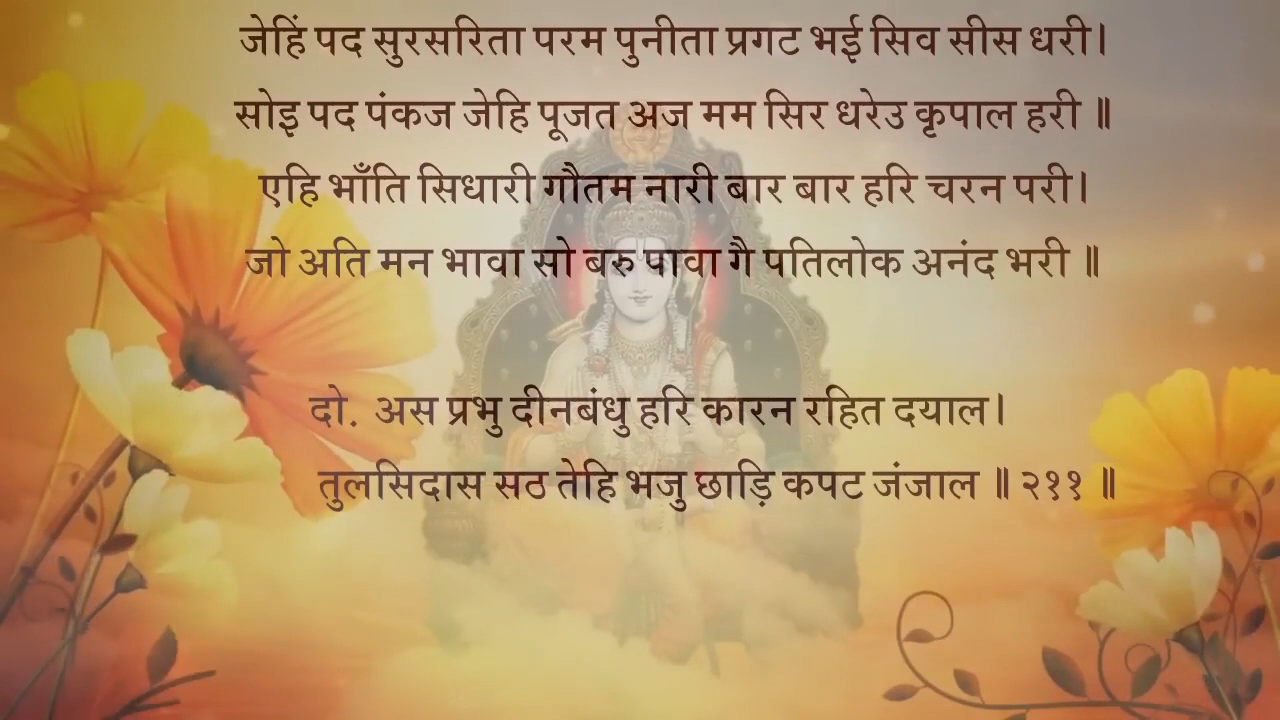 जेहिं पद सुरसरिता परम पुनीता प्रगट भई सिव सीस धरी।
सोइ पद पंकज जेहि पूजत अज मम सिर धरेउ कृपाल हरी ॥
एहि भाँति सिधारी गौतम नारी बार बार हरि चरन परी।
जो अति मन भावा सो बरु पावा गै पतिलोक अनंद भरी ॥
दो. अस प्रभु दीनबंधु हरि कारन रहित दयाल।
तुलसिदास सठ तेहि भजु छाड़ि कपट जंजाल ॥ २११ ॥